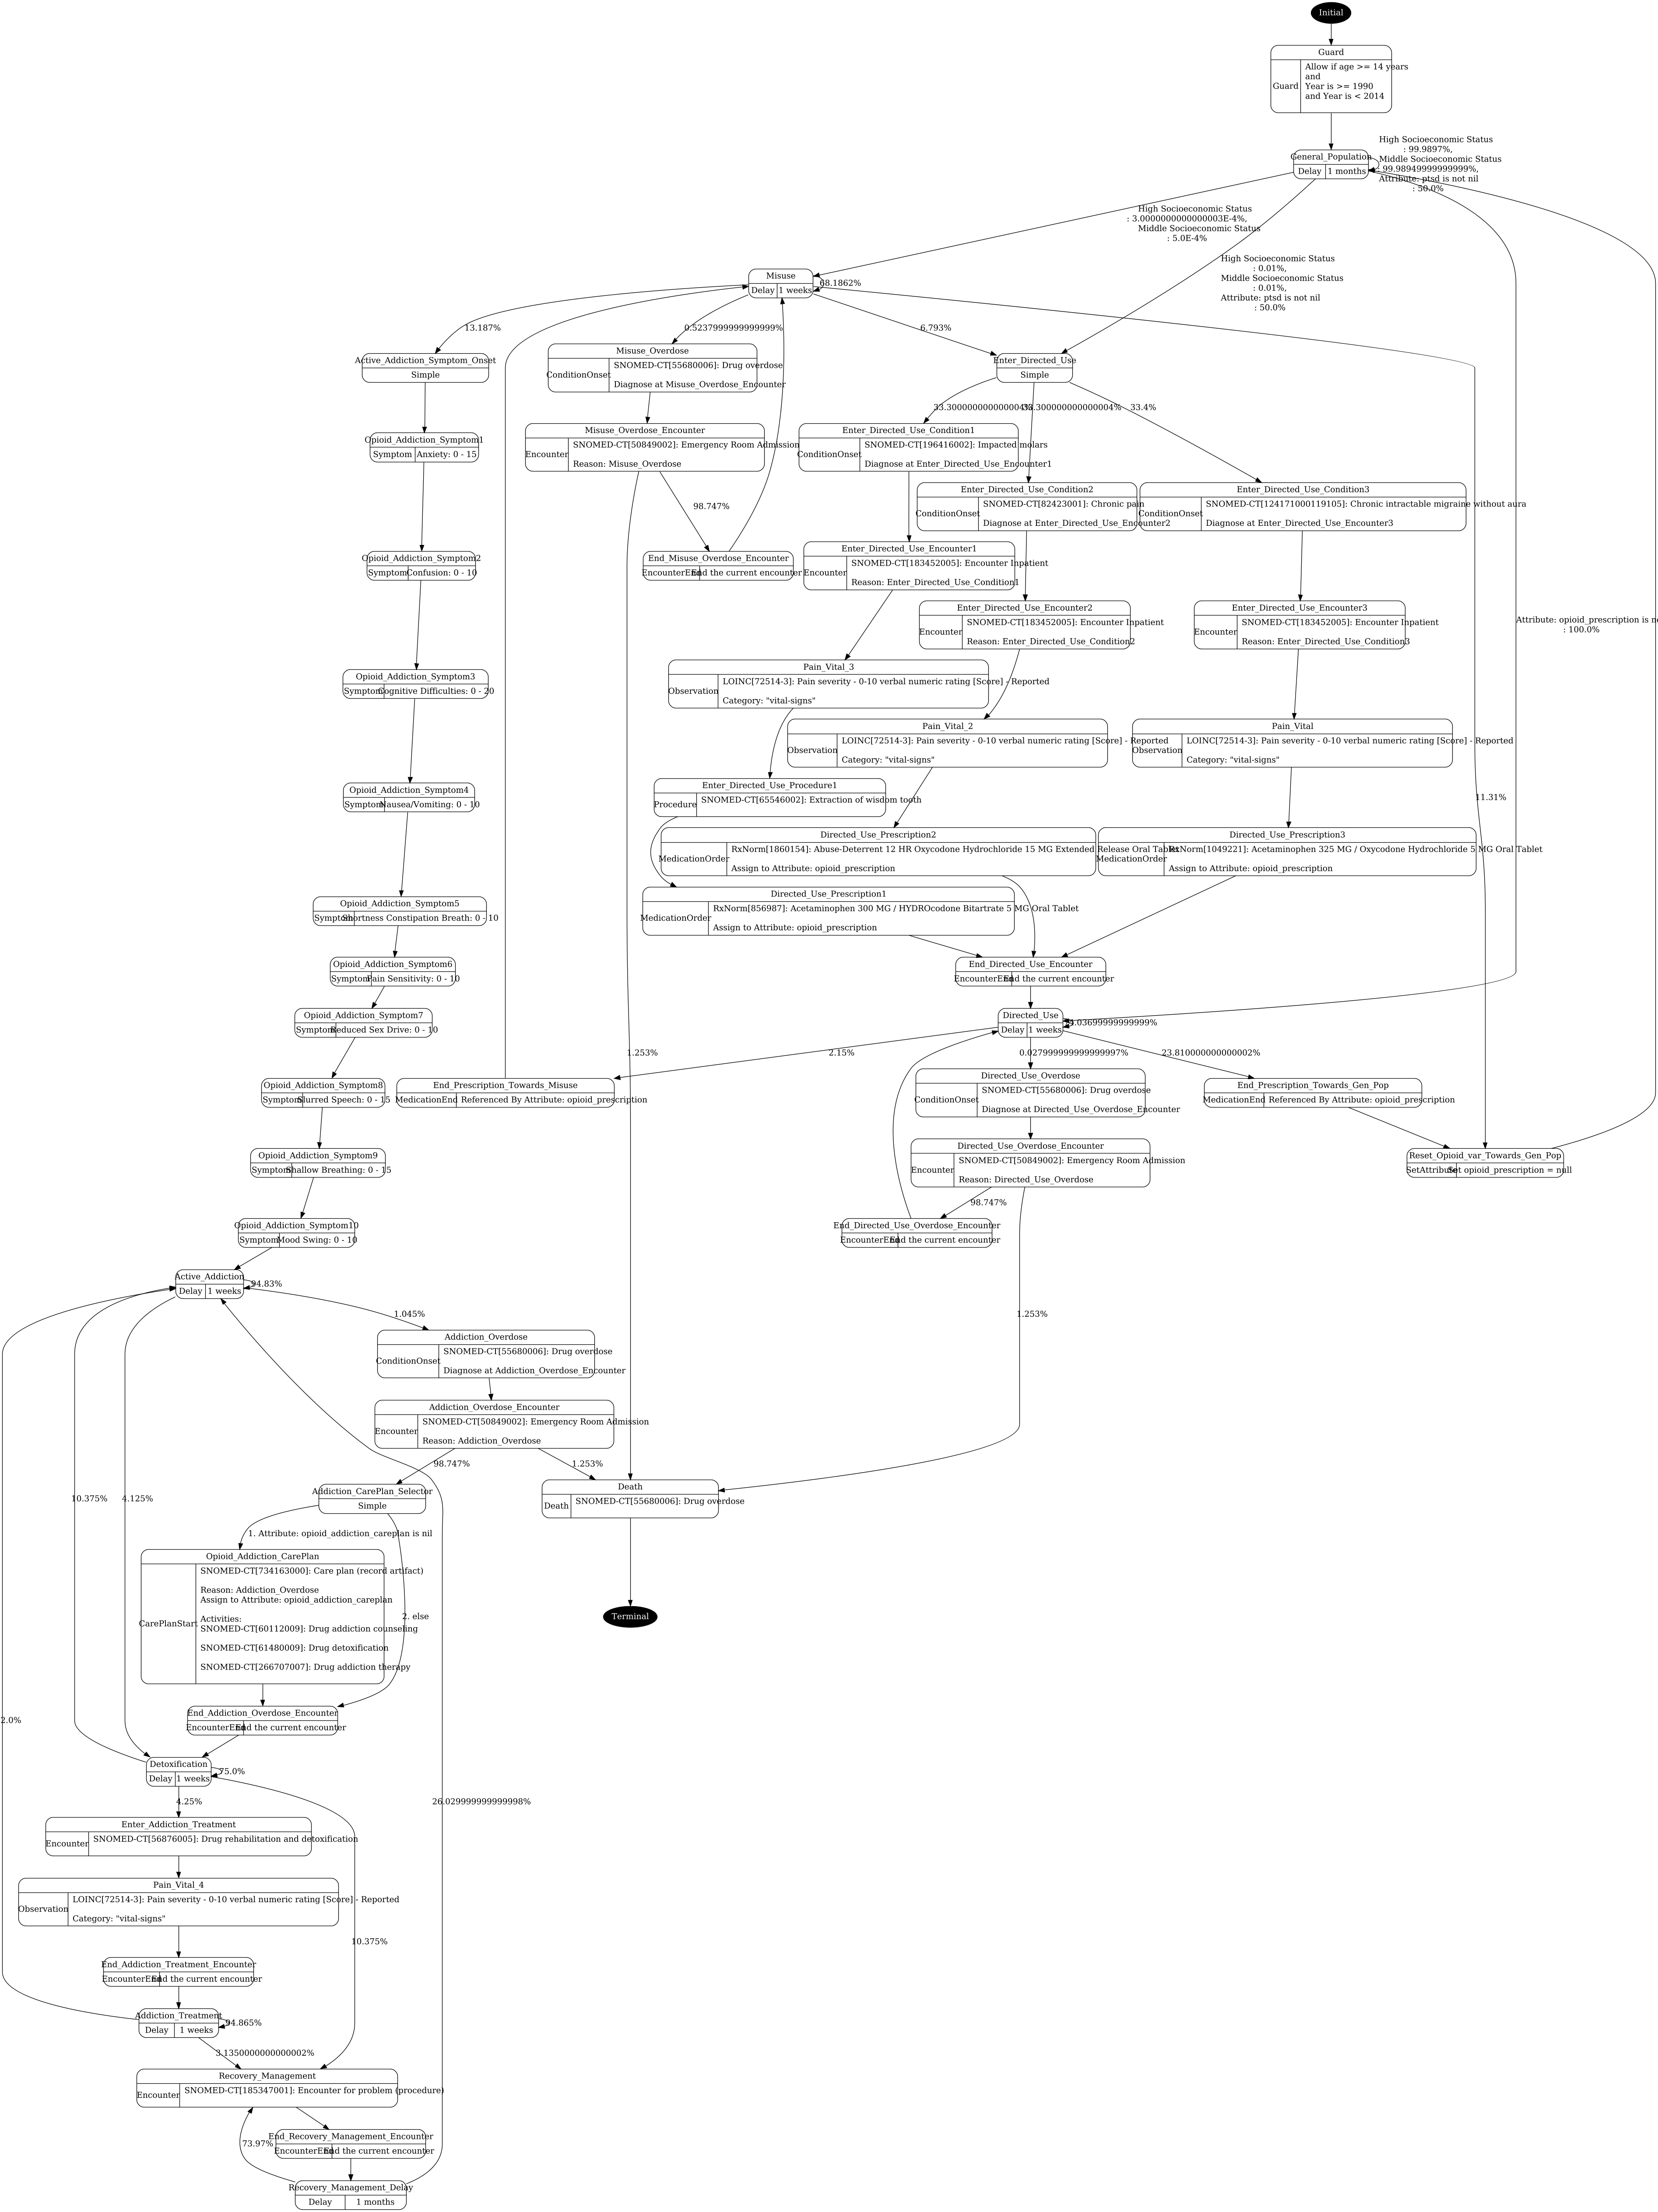 Initial
Guard
Guard
Allow if age >= 14 years
and
Year is >= 1990
and Year is < 2014
General_Population
Delay
1 months
High Socioeconomic Status
: 99.9897%,
Middle Socioeconomic Status
: 99.98949999999999%,
Attribute: ptsd is not nil
: 50.0%
High Socioeconomic Status
: 3.0000000000000003E-4%,
Middle Socioeconomic Status
: 5.0E-4%
High Socioeconomic Status
: 0.01%,
Middle Socioeconomic Status
: 0.01%,
Attribute: ptsd is not nil
: 50.0%
Misuse
Delay
1 weeks
68.1862%
13.187%
0.5237999999999999%
6.793%
Active_Addiction_Symptom_Onset
Simple
Misuse_Overdose
ConditionOnset
SNOMED-CT[55680006]: Drug overdose
Diagnose at Misuse_Overdose_Encounter
Enter_Directed_Use
Simple
33.300000000000004%
33.300000000000004%
33.4%
Opioid_Addiction_Symptom1
Symptom
Anxiety: 0 - 15
Misuse_Overdose_Encounter
Encounter
SNOMED-CT[50849002]: Emergency Room Admission
Reason: Misuse_Overdose
Enter_Directed_Use_Condition1
ConditionOnset
SNOMED-CT[196416002]: Impacted molars
Diagnose at Enter_Directed_Use_Encounter1
Enter_Directed_Use_Condition2
ConditionOnset
SNOMED-CT[82423001]: Chronic pain
Diagnose at Enter_Directed_Use_Encounter2
Enter_Directed_Use_Condition3
ConditionOnset
SNOMED-CT[124171000119105]: Chronic intractable migraine without aura
Diagnose at Enter_Directed_Use_Encounter3
98.747%
Opioid_Addiction_Symptom2
Symptom
Confusion: 0 - 10
End_Misuse_Overdose_Encounter
EncounterEnd
End the current encounter
Enter_Directed_Use_Encounter1
Encounter
SNOMED-CT[183452005]: Encounter Inpatient
Reason: Enter_Directed_Use_Condition1
Enter_Directed_Use_Encounter2
Encounter
SNOMED-CT[183452005]: Encounter Inpatient
Reason: Enter_Directed_Use_Condition2
Enter_Directed_Use_Encounter3
Encounter
SNOMED-CT[183452005]: Encounter Inpatient
Reason: Enter_Directed_Use_Condition3
Attribute: opioid_prescription is
: 100.0%
Opioid_Addiction_Symptom3
Symptom
Cognitive Difficulties: 0 - 20
Pain_Vital_3
Observation
LOINC[72514-3]: Pain severity - 0-10 verbal numeric rating [Score] - Reported
Category: "vital-signs"
Pain_Vital_2
Observation
LOINC[72514-3]: Pain severity - 0-10 verbal numeric rating [Score] - Reported
Category: "vital-signs"
Pain_Vital
Observation
LOINC[72514-3]: Pain severity - 0-10 verbal numeric rating [Score] - Reported
Category: "vital-signs"
Opioid_Addiction_Symptom4
Symptom
Nausea/Vomiting: 0 - 10
Enter_Directed_Use_Procedure1
Procedure
SNOMED-CT[65546002]: Extraction of wisdom tooth
11.31%
Directed_Use_Prescription2
MedicationOrder
RxNorm[1860154]: Abuse-Deterrent 12 HR Oxycodone Hydrochloride 15 MG Extended Release Oral Tablet
Assign to Attribute: opioid_prescription
Directed_Use_Prescription3
MedicationOrder
RxNorm[1049221]: Acetaminophen 325 MG / Oxycodone Hydrochloride 5 MG Oral Tablet
Assign to Attribute: opioid_prescription
Directed_Use_Prescription1
MedicationOrder
RxNorm[856987]: Acetaminophen 300 MG / HYDROcodone Bitartrate 5 MG Oral Tablet
Assign to Attribute: opioid_prescription
Opioid_Addiction_Symptom5
Symptom
Shortness Constipation Breath: 0 - 10
Opioid_Addiction_Symptom6
Symptom
Pain Sensitivity: 0 - 10
End_Directed_Use_Encounter
EncounterEnd
End the current encounter
Opioid_Addiction_Symptom7
Symptom
Reduced Sex Drive: 0 - 10
Directed_Use
Delay
1 weeks
74.03699999999999%
1.253%
2.15%
0.027999999999999997%
23.810000000000002%
Opioid_Addiction_Symptom8
Symptom
Slurred Speech: 0 - 15
End_Prescription_Towards_Misuse
MedicationEnd
Referenced By Attribute: opioid_prescription
Directed_Use_Overdose
ConditionOnset
SNOMED-CT[55680006]: Drug overdose
Diagnose at Directed_Use_Overdose_Encounter
End_Prescription_Towards_Gen_Pop
MedicationEnd
Referenced By Attribute: opioid_prescription
Opioid_Addiction_Symptom9
Symptom
Shallow Breathing: 0 - 15
Directed_Use_Overdose_Encounter
Encounter
SNOMED-CT[50849002]: Emergency Room Admission
Reason: Directed_Use_Overdose
Reset_Opioid_var_Towards_Gen_Pop
SetAttribute
Set opioid_prescription = null
98.747%
Opioid_Addiction_Symptom10
Symptom
Mood Swing: 0 - 10
End_Directed_Use_Overdose_Encounter
EncounterEnd
End the current encounter
Active_Addiction
Delay
1 weeks
94.83%
1.045%
1.253%
Addiction_Overdose
ConditionOnset
SNOMED-CT[55680006]: Drug overdose
Diagnose at Addiction_Overdose_Encounter
Addiction_Overdose_Encounter
Encounter
SNOMED-CT[50849002]: Emergency Room Admission
Reason: Addiction_Overdose
98.747%
1.253%
10.375%
4.125%
Addiction_CarePlan_Selector
Simple
Death
Death
SNOMED-CT[55680006]: Drug overdose
1. Attribute: opioid_addiction_careplan is nil
2. else
Opioid_Addiction_CarePlan
CarePlanStart
SNOMED-CT[734163000]: Care plan (record artifact)
Reason: Addiction_Overdose
Assign to Attribute: opioid_addiction_careplan
Activities:
SNOMED-CT[60112009]: Drug addiction counseling
SNOMED-CT[61480009]: Drug detoxification
SNOMED-CT[266707007]: Drug addiction therapy
Terminal
End_Addiction_Overdose_Encounter
EncounterEnd
End the current encounter
2.0%
Detoxification
Delay
1 weeks
75.0%
4.25%
26.029999999999998%
Enter_Addiction_Treatment
Encounter
SNOMED-CT[56876005]: Drug rehabilitation and detoxification
Pain_Vital_4
Observation
LOINC[72514-3]: Pain severity - 0-10 verbal numeric rating [Score] - Reported
Category: "vital-signs"
10.375%
End_Addiction_Treatment_Encounter
EncounterEnd
End the current encounter
Addiction_Treatment
Delay
1 weeks
94.865%
3.1350000000000002%
Recovery_Management
Encounter
SNOMED-CT[185347001]: Encounter for problem (procedure)
End_Recovery_Management_Encounter
EncounterEnd
End the current encounter
73.97%
Recovery_Management_Delay
Delay
1 months